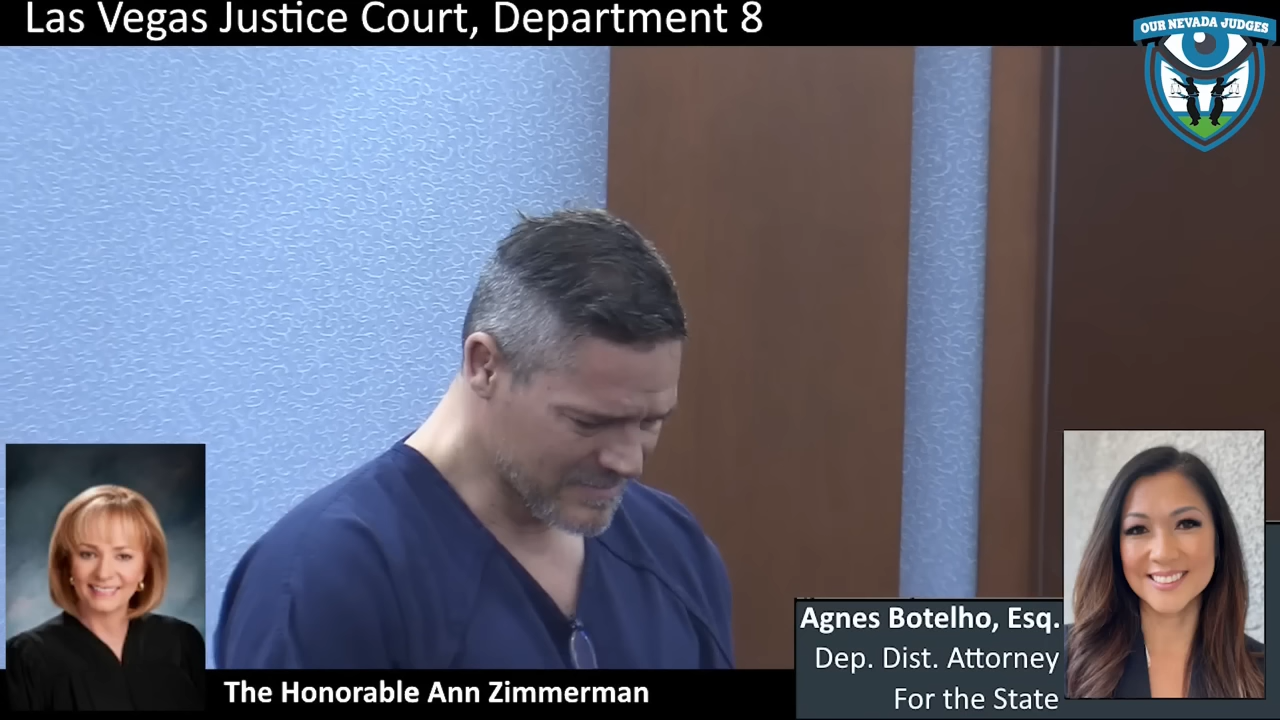 Las Vegas Justice Court, Department 8
OUR NEVADA JUDGES
Agnes Botelho, Esq.
Dep. Dist. Attorney
For the State
The Honorable Ann Zimmerman